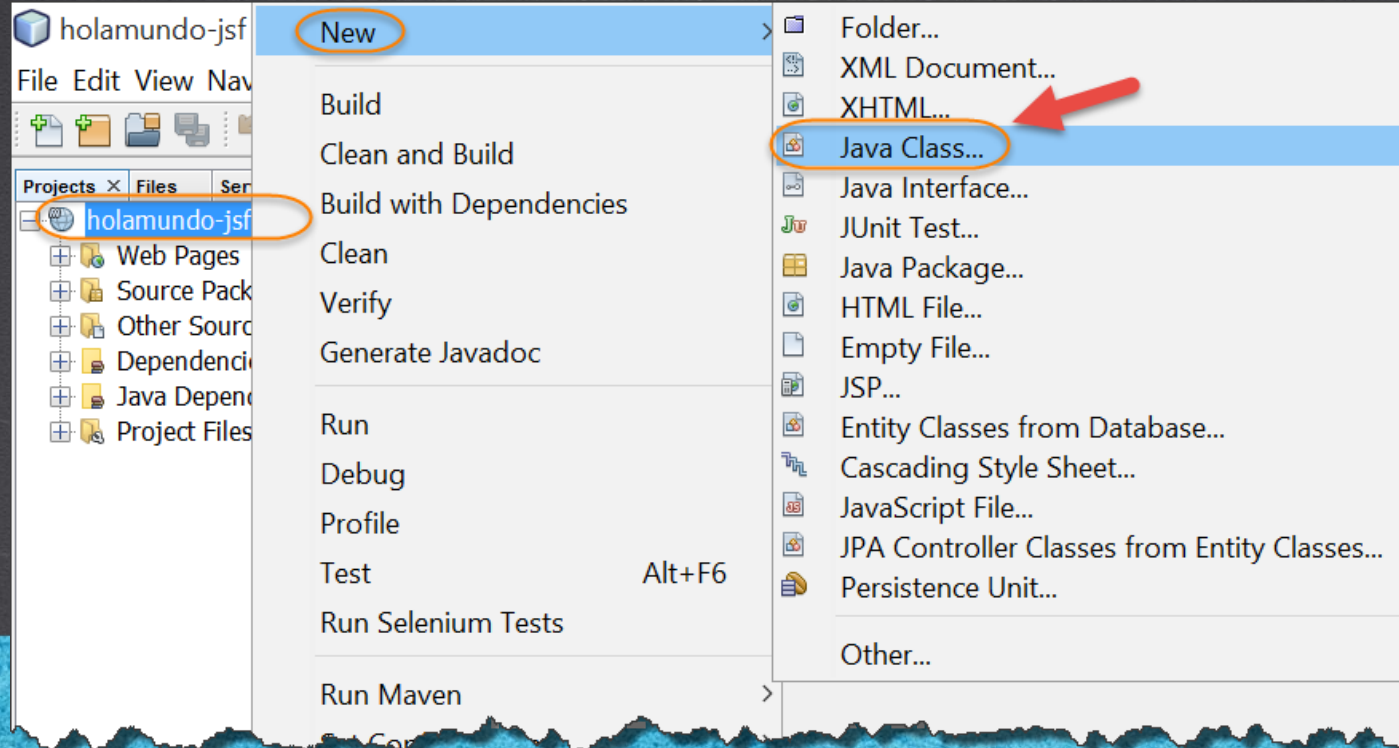 holamundo-jsf
File Edit View Nav
Projects × Files Ser
holamundo-jsf
Web Pages
Source Pack
Other Sourc
Dependenci
Java Depend
Project Files
New
Build
Clean and Build
Build with Dependencies
Clean
Verify
Generate Javadoc
Run
Debug
Profile
Test Alt+F6
Run Selenium Tests
Run Maven
Folder...
XML Document...
XHTML...
Java Class...
Java Interface...
JUnit Test...
Java Package...
HTML File...
Empty File...
JSP...
Entity Classes from Database...
Cascading Style Sheet...
JavaScript File...
JPA Controller Classes from Entity Classes...
Persistence Unit...
Other...